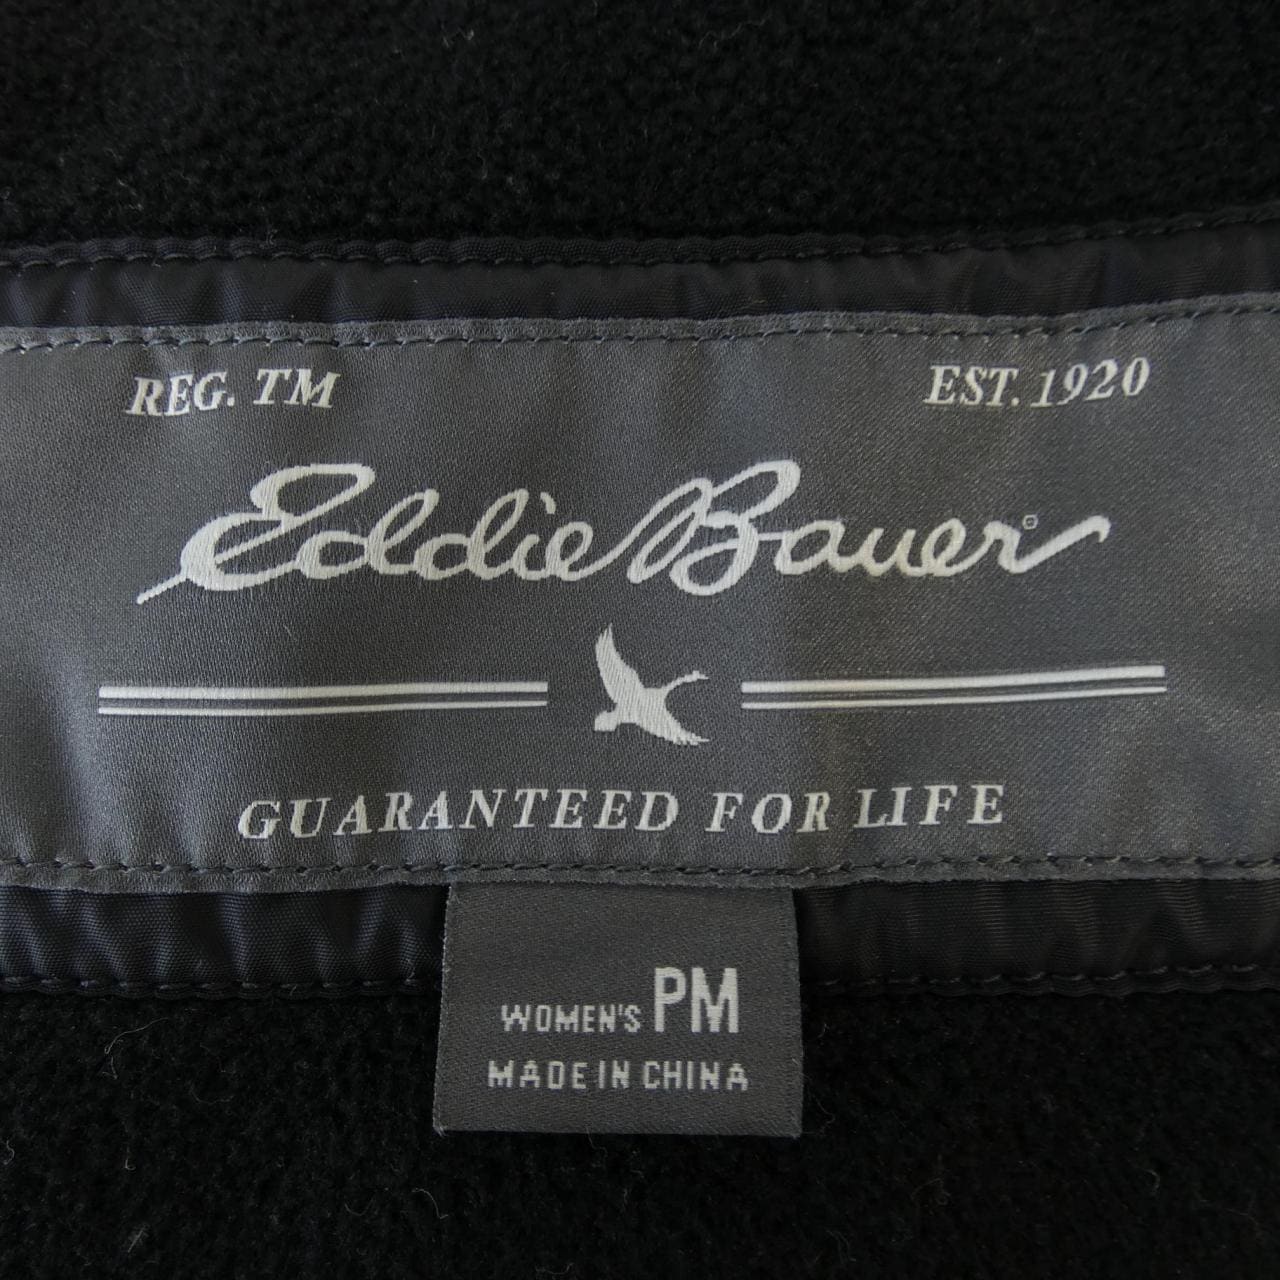 REG. TM EST. 1920
Eddie Bauer®
GUARANTEED FOR LIFE
WOMEN'S PM
MADE IN CHINA